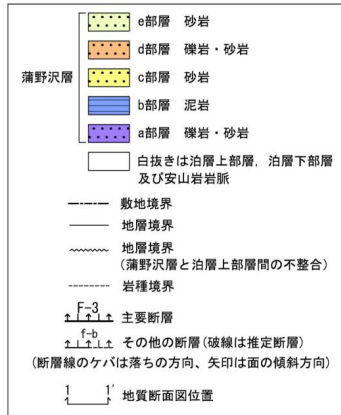 e部層 砂岩
d部層 礫岩・砂岩
蒲野沢層
c部層 砂岩
b部層 泥岩
a部層 礫岩・砂岩
白抜きは泊層上部層，泊層下部層
及び安山岩岩脈
敷地境界
地層境界
地層境界
(蒲野沢層と泊層上部層間の不整合)
岩種境界
F-3
主要断層
f-b
その他の断層(破線は推定断層)
(断層線のケバは落ちの方向、矢印は面の傾斜方向)
1 1'
地質断面図位置